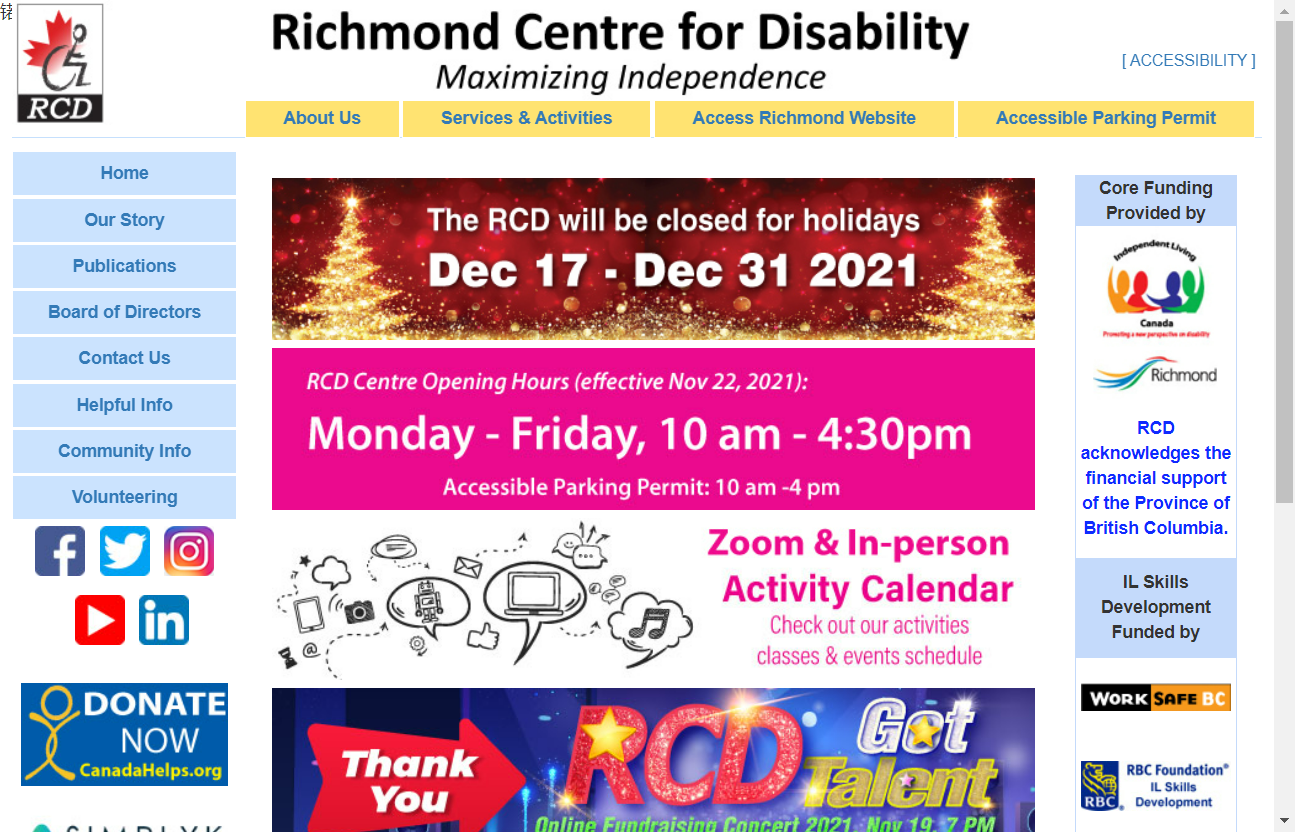 RCD
Richmond Centre for Disability
Maximizing Independence
[ ACCESSIBILITY ]
About Us
Services & Activities
Access Richmond Website
Accessible Parking Permit
Home
Our Story
Publications
Board of Directors
Contact Us
Helpful Info
Community Info
Volunteering
DONATE
NOW
CanadaHelps.org
The RCD will be closed for holidays
Dec 17 - Dec 31 2021
RCD Centre Opening Hours (effective Nov 22, 2021):
Monday - Friday, 10 am - 4:30pm
Accessible Parking Permit: 10 am -4 pm
Zoom & In-person
Activity Calendar
Check out our activities
classes & events schedule
Thank
You
RCD
Got
Talent
Online Fundraising Concert 2021, Nov 19, 7 PM
Core Funding
Provided by
Independent Living
Canada
Promoting a new perspective on disability
Richmond
RCD
acknowledges the
financial support
of the Province of
British Columbia.
IL Skills
Development
Funded by
WORK SAFE BC
RBC Foundation®
IL Skills
Development
RBC®